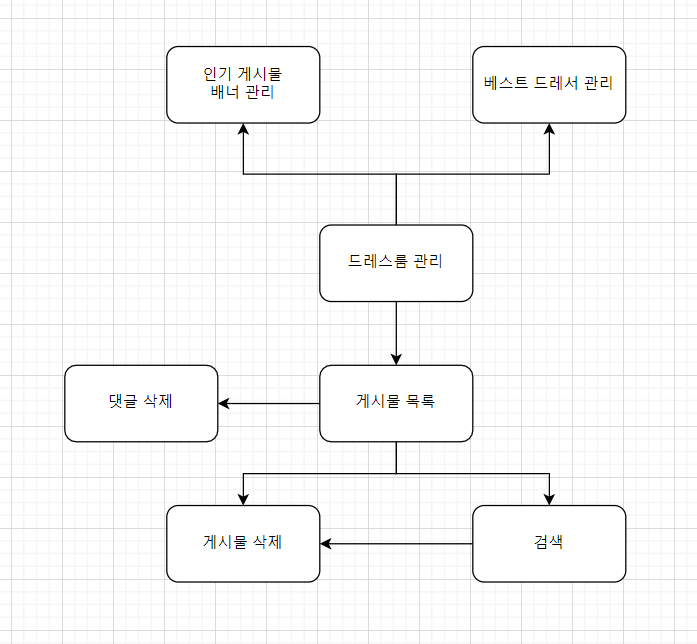 인기 게시물
배너 관리
베스트 드레서 관리
드레스룸 관리
댓글 삭제
게시물 목록
게시물 삭제
검색